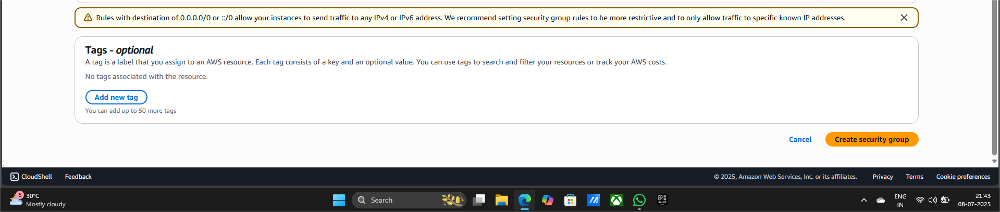 Rules with destination of 0.0.0.0/0 or ::/0 allow your instances to send traffic to any IPv4 or IPv6 address. We recommend setting security group rules to be more restrictive and to only allow traffic to specific known IP addresses.
Tags - optional
A tag is a label that you assign to an AWS resource. Each tag consists of a key and an optional value. You can use tags to search and filter your resources or track your AWS costs.
No tags associated with the resource.
Add new tag
You can add up to 50 more tags
Cancel Create security group
;
CloudShell Feedback © 2025, Amazon Web Services, Inc. or its affiliates. Privacy Terms Cookie preferences
5
30°C
Mostly cloudy
Search
EPIC
GAMES
ENG
IN
21:43
08-07-2025